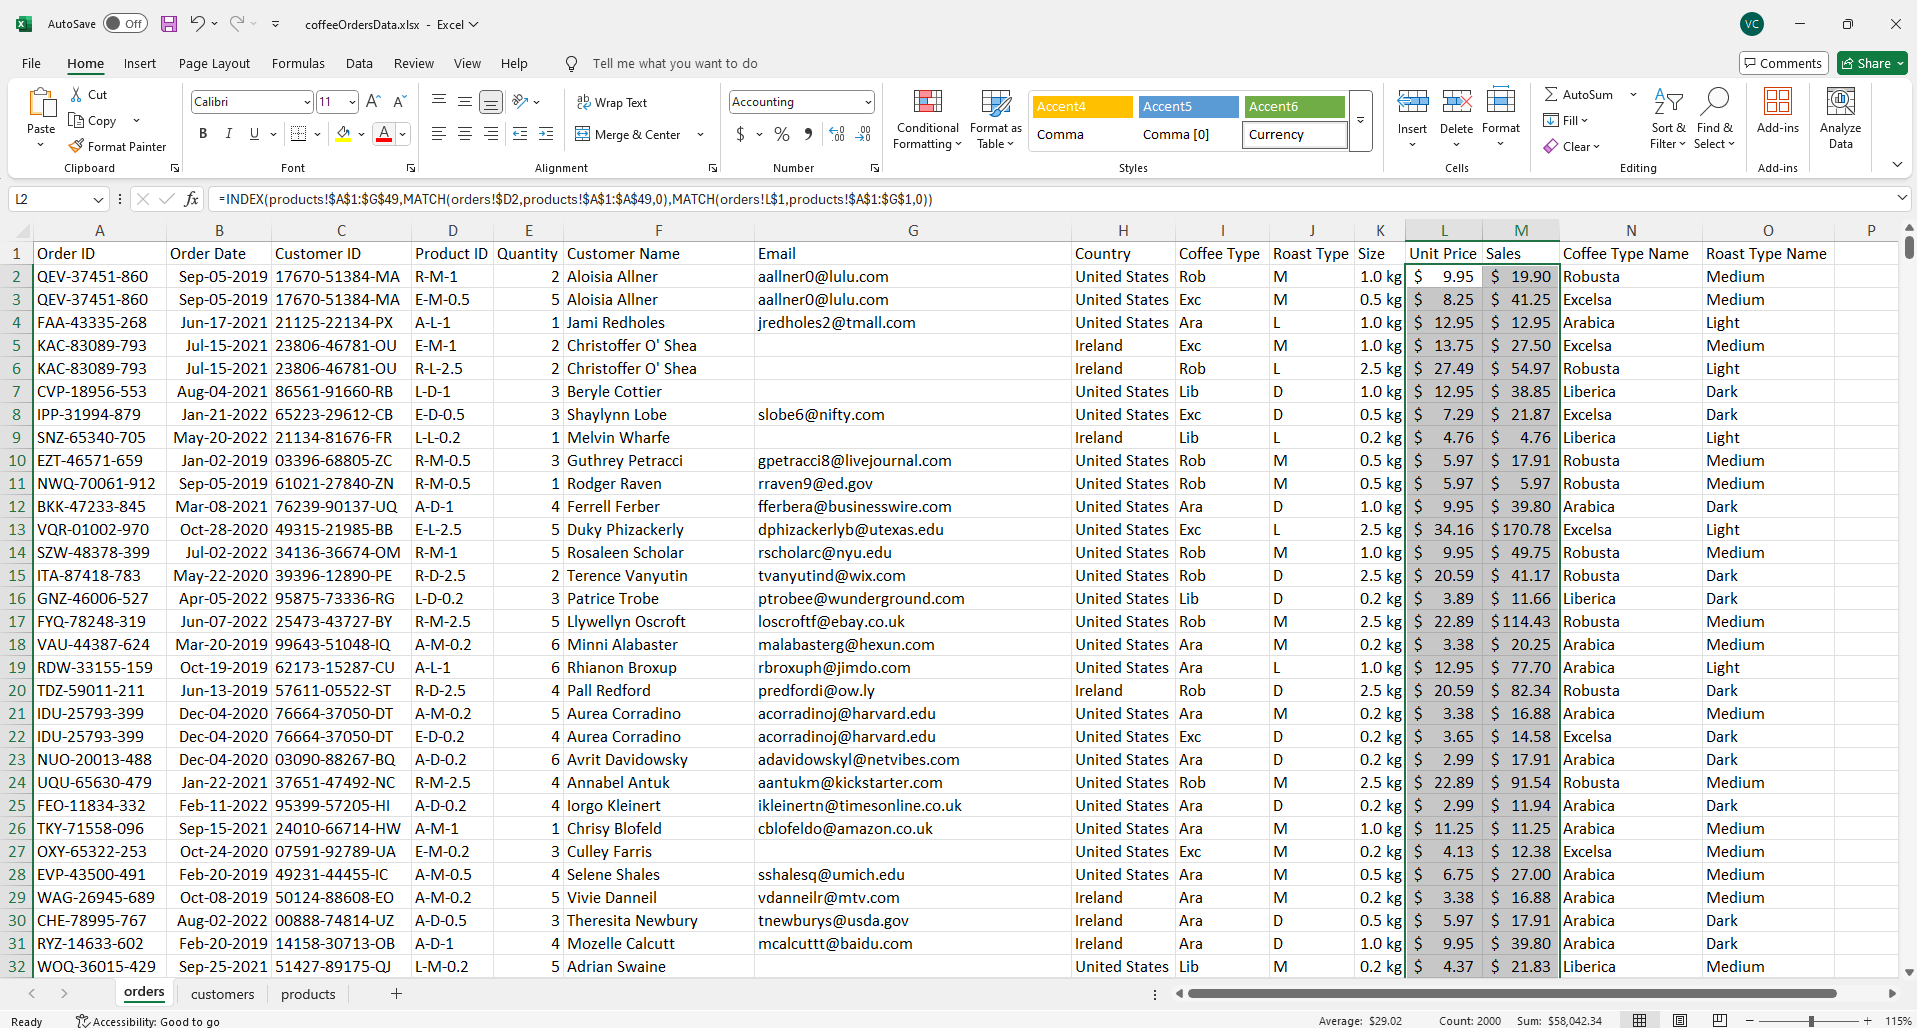 AutoSave Off coffeeOrdersData.xlsx - Excel VC
File Home Insert Page Layout Formulas Data Review View Help Tell me what you want to do Comments Share
Cut
Copy
Format Painter
Paste
Clipboard
Calibri 11 A A
B I U A
Font
ab Wrap Text
Merge & Center
Alignment
Accounting
$ % 9 .00 .00
Number
Conditional Formatting
Format as Table
Accent4 Accent5 Accent6
Comma Comma [0] Currency
Styles
Insert Delete Format
Cells
AutoSum
Fill
Clear
Sort & Filter
Find & Select
Editing
Add-ins
Add-ins
Analyze Data
L2 fx =INDEX(products!$A$1:$G$49,MATCH(orders!$D2,products!$A$1:$A$49,0),MATCH(orders!L$1,products!$A$1:$G$1,0))
A B C D E F G H I J K L M N O P
1 Order ID Order Date Customer ID Product ID Quantity Customer Name Email Country Coffee Type Roast Type Size Unit Price Sales Coffee Type Name Roast Type Name
2 QEV-37451-860 Sep-05-2019 17670-51384-MA R-M-1 2 Aloisia Allner aallner0@lulu.com United States Rob M 1.0 kg $ 9.95 $ 19.90 Robusta Medium
3 QEV-37451-860 Sep-05-2019 17670-51384-MA E-M-0.5 5 Aloisia Allner aallner0@lulu.com United States Exc M 0.5 kg $ 8.25 $ 41.25 Excelsa Medium
4 FAA-43335-268 Jun-17-2021 21125-22134-PX A-L-1 1 Jami Redholes jredholes2@tmall.com United States Ara L 1.0 kg $ 12.95 $ 12.95 Arabica Light
5 KAC-83089-793 Jul-15-2021 23806-46781-OU E-M-1 2 Christoffer O' Shea Ireland Exc M 1.0 kg $ 13.75 $ 27.50 Excelsa Medium
6 KAC-83089-793 Jul-15-2021 23806-46781-OU R-L-2.5 2 Christoffer O' Shea Ireland Rob L 2.5 kg $ 27.49 $ 54.97 Robusta Light
7 CVP-18956-553 Aug-04-2021 86561-91660-RB L-D-1 3 Beryle Cottier United States Lib D 1.0 kg $ 12.95 $ 38.85 Liberica Dark
8 IPP-31994-879 Jan-21-2022 65223-29612-CB E-D-0.5 3 Shaylynn Lobe slobe6@nifty.com United States Exc D 0.5 kg $ 7.29 $ 21.87 Excelsa Dark
9 SNZ-65340-705 May-20-2022 21134-81676-FR L-L-0.2 1 Melvin Wharfe Ireland Lib L 0.2 kg $ 4.76 $ 4.76 Liberica Light
10 EZT-46571-659 Jan-02-2019 03396-68805-ZC R-M-0.5 3 Guthrey Petracci gpetracci8@livejournal.com United States Rob M 0.5 kg $ 5.97 $ 17.91 Robusta Medium
11 NWQ-70061-912 Sep-05-2019 61021-27840-ZN R-M-0.5 1 Rodger Raven rraven9@ed.gov United States Rob M 0.5 kg $ 5.97 $ 5.97 Robusta Medium
12 BKK-47233-845 Mar-08-2021 76239-90137-UQ A-D-1 4 Ferrell Ferber fferbera@businesswire.com United States Ara D 1.0 kg $ 9.95 $ 39.80 Arabica Dark
13 VQR-01002-970 Oct-28-2020 49315-21985-BB E-L-2.5 5 Duky Phizackerly dphizackerlyb@utexas.edu United States Exc L 2.5 kg $ 34.16 $170.78 Excelsa Light
14 SZW-48378-399 Jul-02-2022 34136-36674-OM R-M-1 5 Rosaleen Scholar rscholarc@nyu.edu United States Rob M 1.0 kg $ 9.95 $ 49.75 Robusta Medium
15 ITA-87418-783 May-22-2020 39396-12890-PE R-D-2.5 2 Terence Vanyutin tvanyutind@wix.com United States Rob D 2.5 kg $ 20.59 $ 41.17 Robusta Dark
16 GNZ-46006-527 Apr-05-2022 95875-73336-RG L-D-0.2 3 Patrice Trobe ptrobee@wunderground.com United States Lib D 0.2 kg $ 3.89 $ 11.66 Liberica Dark
17 FYQ-78248-319 Jun-07-2022 25473-43727-BY R-M-2.5 5 Llywellyn Oscroft loscroftf@ebay.co.uk United States Rob M 2.5 kg $ 22.89 $114.43 Robusta Medium
18 VAU-44387-624 Mar-20-2019 99643-51048-IQ A-M-0.2 6 Minni Alabaster malabasterg@hexun.com United States Ara M 0.2 kg $ 3.38 $ 20.25 Arabica Medium
19 RDW-33155-159 Oct-19-2019 62173-15287-CU A-L-1 6 Rhianon Broxup rbroxuph@jimdo.com United States Ara L 1.0 kg $ 12.95 $ 77.70 Arabica Light
20 TDZ-59011-211 Jun-13-2019 57611-05522-ST R-D-2.5 4 Pall Redford predfordi@ow.ly Ireland Rob D 2.5 kg $ 20.59 $ 82.34 Robusta Dark
21 IDU-25793-399 Dec-04-2020 76664-37050-DT A-M-0.2 5 Aurea Corradino acorradinoj@harvard.edu United States Ara M 0.2 kg $ 3.38 $ 16.88 Arabica Medium
22 IDU-25793-399 Dec-04-2020 76664-37050-DT E-D-0.2 4 Aurea Corradino acorradinoj@harvard.edu United States Exc D 0.2 kg $ 3.65 $ 14.58 Excelsa Dark
23 NUO-20013-488 Dec-04-2020 03090-88267-BQ A-D-0.2 6 Avrit Davidowsky adavidowskyl@netvibes.com United States Ara D 0.2 kg $ 2.99 $ 17.91 Arabica Dark
24 UQU-65630-479 Jan-22-2021 37651-47492-NC R-M-2.5 4 Annabel Antuk aantukm@kickstarter.com United States Rob M 2.5 kg $ 22.89 $ 91.54 Robusta Medium
25 FEO-11834-332 Feb-11-2022 95399-57205-HI A-D-0.2 4 Iorgo Kleinert ikleinertn@timesonline.co.uk United States Ara D 0.2 kg $ 2.99 $ 11.94 Arabica Dark
26 TKY-71558-096 Sep-15-2021 24010-66714-HW A-M-1 1 Chrisy Blofeld cblofeldo@amazon.co.uk United States Ara M 1.0 kg $ 11.25 $ 11.25 Arabica Medium
27 OXY-65322-253 Oct-24-2020 07591-92789-UA E-M-0.2 3 Culley Farris United States Exc M 0.2 kg $ 4.13 $ 12.38 Excelsa Medium
28 EVP-43500-491 Feb-20-2019 49231-44455-IC A-M-0.5 4 Selene Shales sshalesq@umich.edu United States Ara M 0.5 kg $ 6.75 $ 27.00 Arabica Medium
29 WAG-26945-689 Oct-08-2019 50124-88608-EO A-M-0.2 5 Vivie Danneil vdanneilr@mtv.com Ireland Ara M 0.2 kg $ 3.38 $ 16.88 Arabica Medium
30 CHE-78995-767 Aug-02-2022 00888-74814-UZ A-D-0.5 3 Theresita Newbury tnewburys@usda.gov Ireland Ara D 0.5 kg $ 5.97 $ 17.91 Arabica Dark
31 RYZ-14633-602 Feb-20-2019 14158-30713-OB A-D-1 4 Mozelle Calcutt mcalcuttt@baidu.com Ireland Ara D 1.0 kg $ 9.95 $ 39.80 Arabica Dark
32 WOQ-36015-429 Sep-25-2021 51427-89175-QJ L-M-0.2 5 Adrian Swaine United States Lib M 0.2 kg $ 4.37 $ 21.83 Liberica Medium
orders customers products
Ready Accessibility: Good to go Average: $29.02 Count: 2000 Sum: $58,042.34 115%